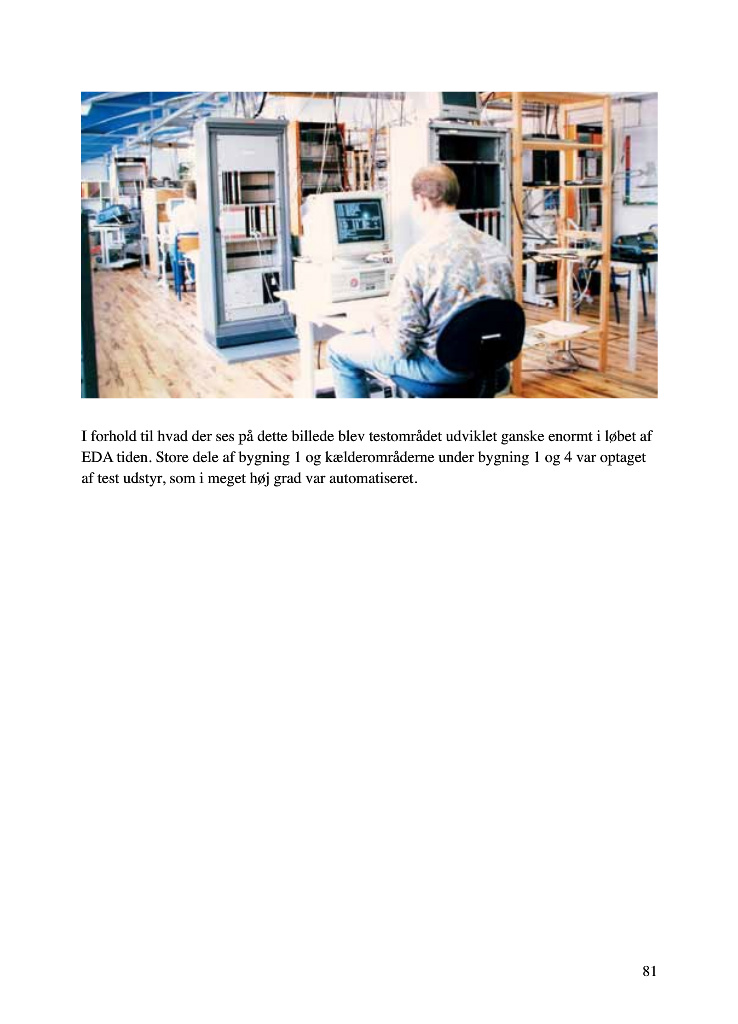 I forhold til hvad der ses på dette billede blev testområdet udviklet ganske enormt i løbet af
EDA tiden. Store dele af bygning 1 og kælderområderne under bygning 1 og 4 var optaget
af test udstyr, som i meget høj grad var automatiseret.
81